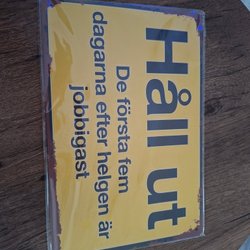 Håll ut
De första fem
dagarna efter helgen är
jobbigast